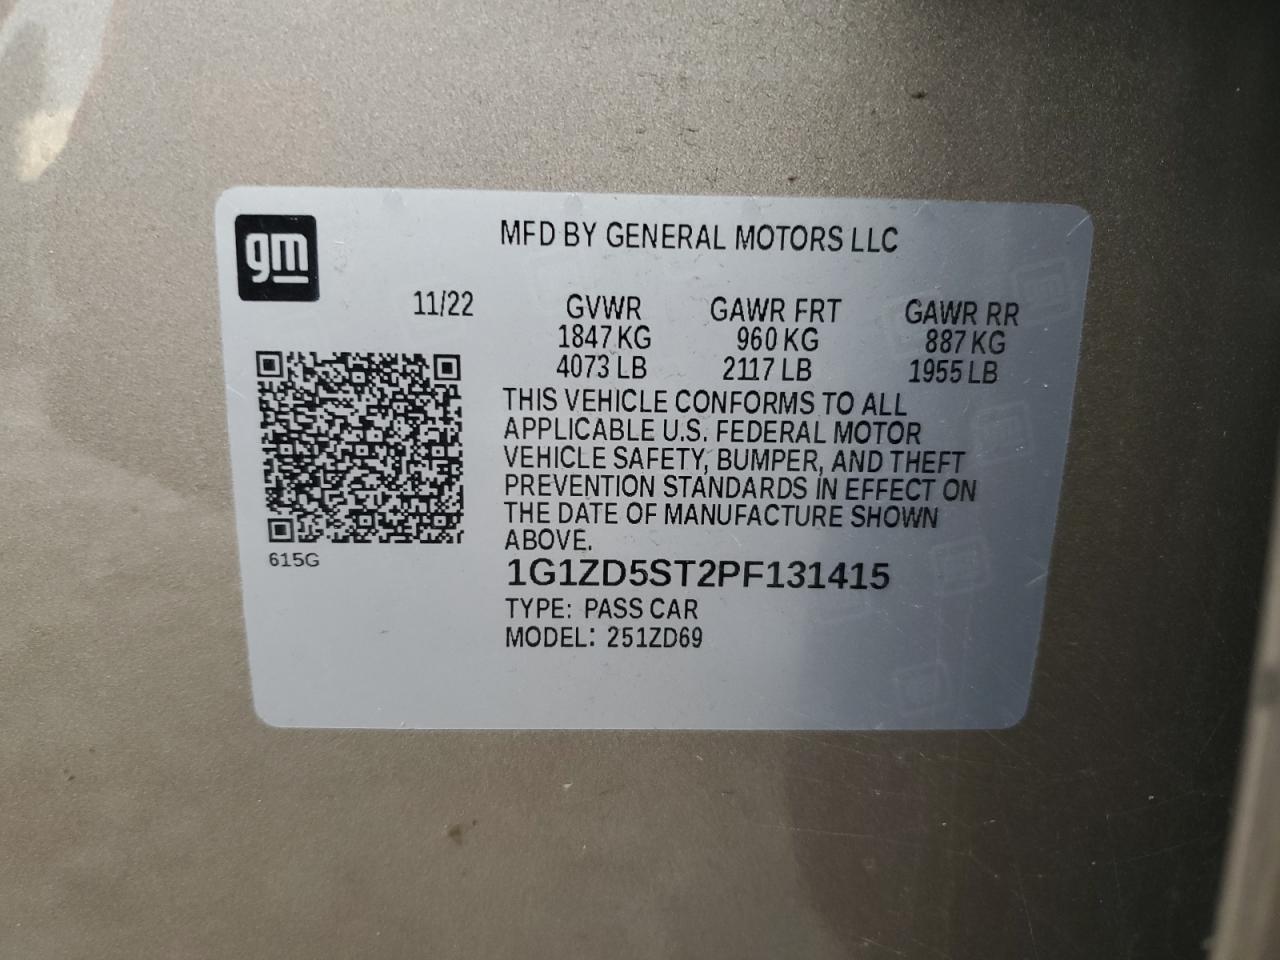 gm
MFD BY GENERAL MOTORS LLC
11/22 GVWR GAWR FRT GAWR RR
1847 KG 960 KG 887 KG
4073 LB 2117 LB 1955 LB
THIS VEHICLE CONFORMS TO ALL
APPLICABLE U.S. FEDERAL MOTOR
VEHICLE SAFETY, BUMPER, AND THEFT
PREVENTION STANDARDS IN EFFECT ON
THE DATE OF MANUFACTURE SHOWN
ABOVE.
615G
1G1ZD5ST2PF131415
TYPE: PASS CAR
MODEL: 251ZD69